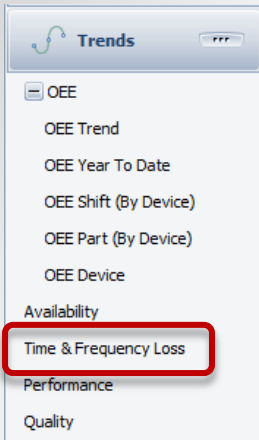 Trends
OEE
OEE Trend
OEE Year To Date
OEE Shift (By Device)
OEE Part (By Device)
OEE Device
Availability
Time & Frequency Loss
Performance
Quality